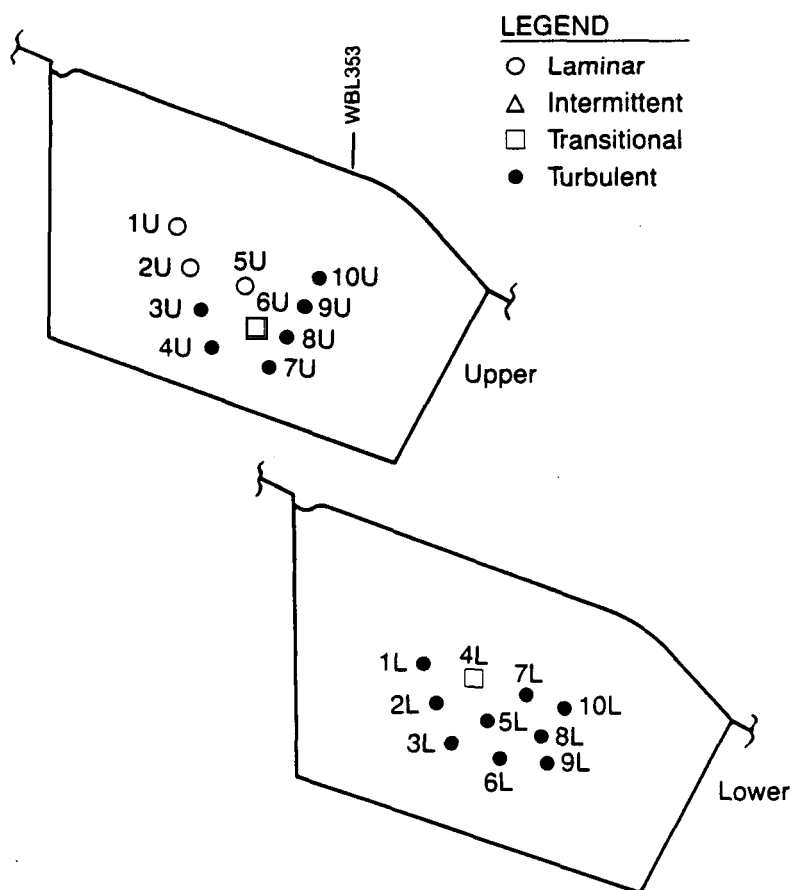 LEGEND
Laminar
Intermittent
Transitional
Turbulent
WBL353
1U
2U
5U
10U
3U
6U
9U
4U
8U
7U
Upper
1L
4L
7L
2L
10L
5L
3L
8L
6L
9L
Lower